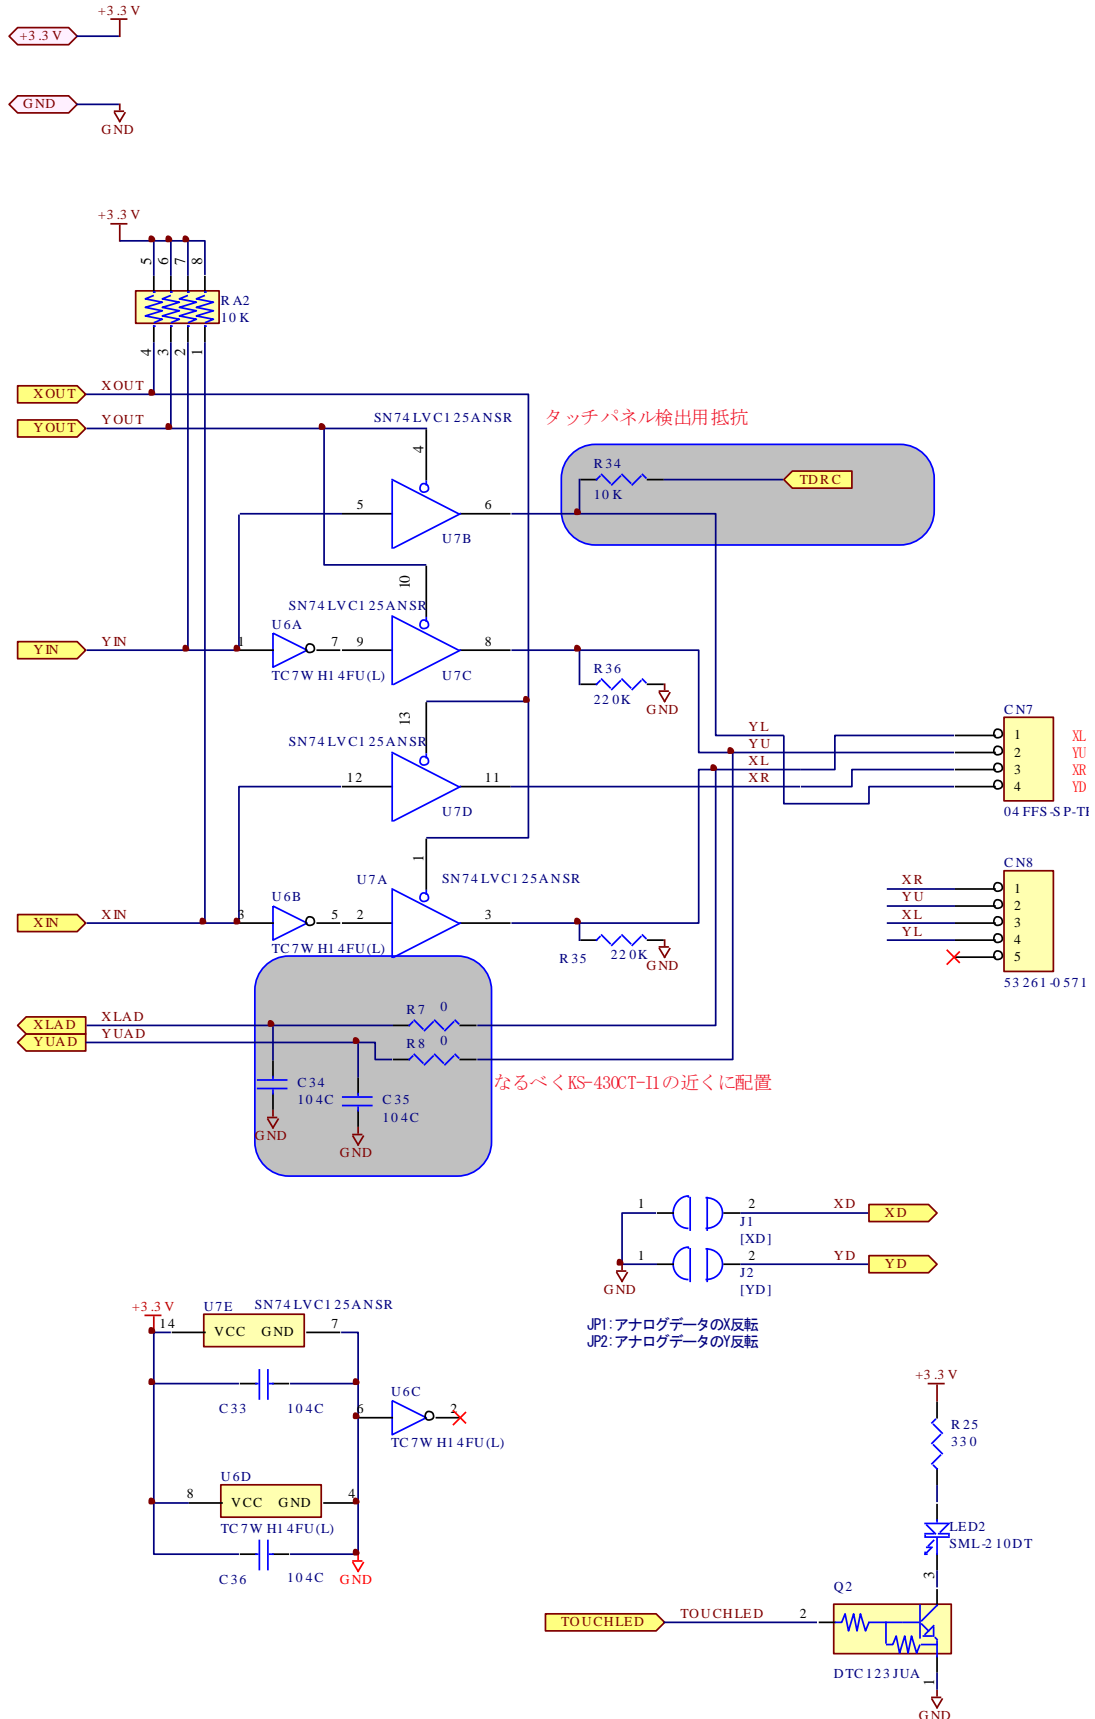 +3.3V
+3.3V
GND
GND
+3.3V
5 6 7 8
RA2
10K
4 3 2 1
XOUT XOUT
YOUT YOUT
SN74LVC125ANSR
タッチパネル検出用抵抗
4
R34
10K
TDRC
5 6
U7B
10
SN74LVC125ANSR
U6A
YIN YIN 1 7 9 8
TC7WH14FU(L)
U7C
R36
220K
GND
13
SN74LVC125ANSR
12 11
U7D
YL
YU
XL
XR
CN7
1 XL
2 YU
3 XR
4 YD
04FFS-SP-TF
1
U7A
SN74LVC125ANSR
U6B
XIN XIN 3 5 2 3
TC7WH14FU(L)
R35 220K
GND
CN8
XR 1
YU 2
XL 3
YL 4
5
53261-0571
XLAD XLAD
YUAD YUAD
R7 0
R8 0
なるべくKS-430CT-I1の近くに配置
C34
104C
C35
104C
GND
GND
1 2 XD XD
J1
[XD]
1 2 YD YD
J2
[YD]
GND
JP1:アナログデータのX反転
JP2:アナログデータのY反転
+3.3V
U7E SN74LVC125ANSR
14 VCC GND 7
C33 104C
U6C
6 2
TC7WH14FU(L)
U6D
8 VCC GND 4
TC7WH14FU(L)
C36 104C
GND
+3.3V
R25
330
LED2
SML-210DT
3
Q2
TOUCHLED TOUCHLED 2
DTC123JUA
1
GND